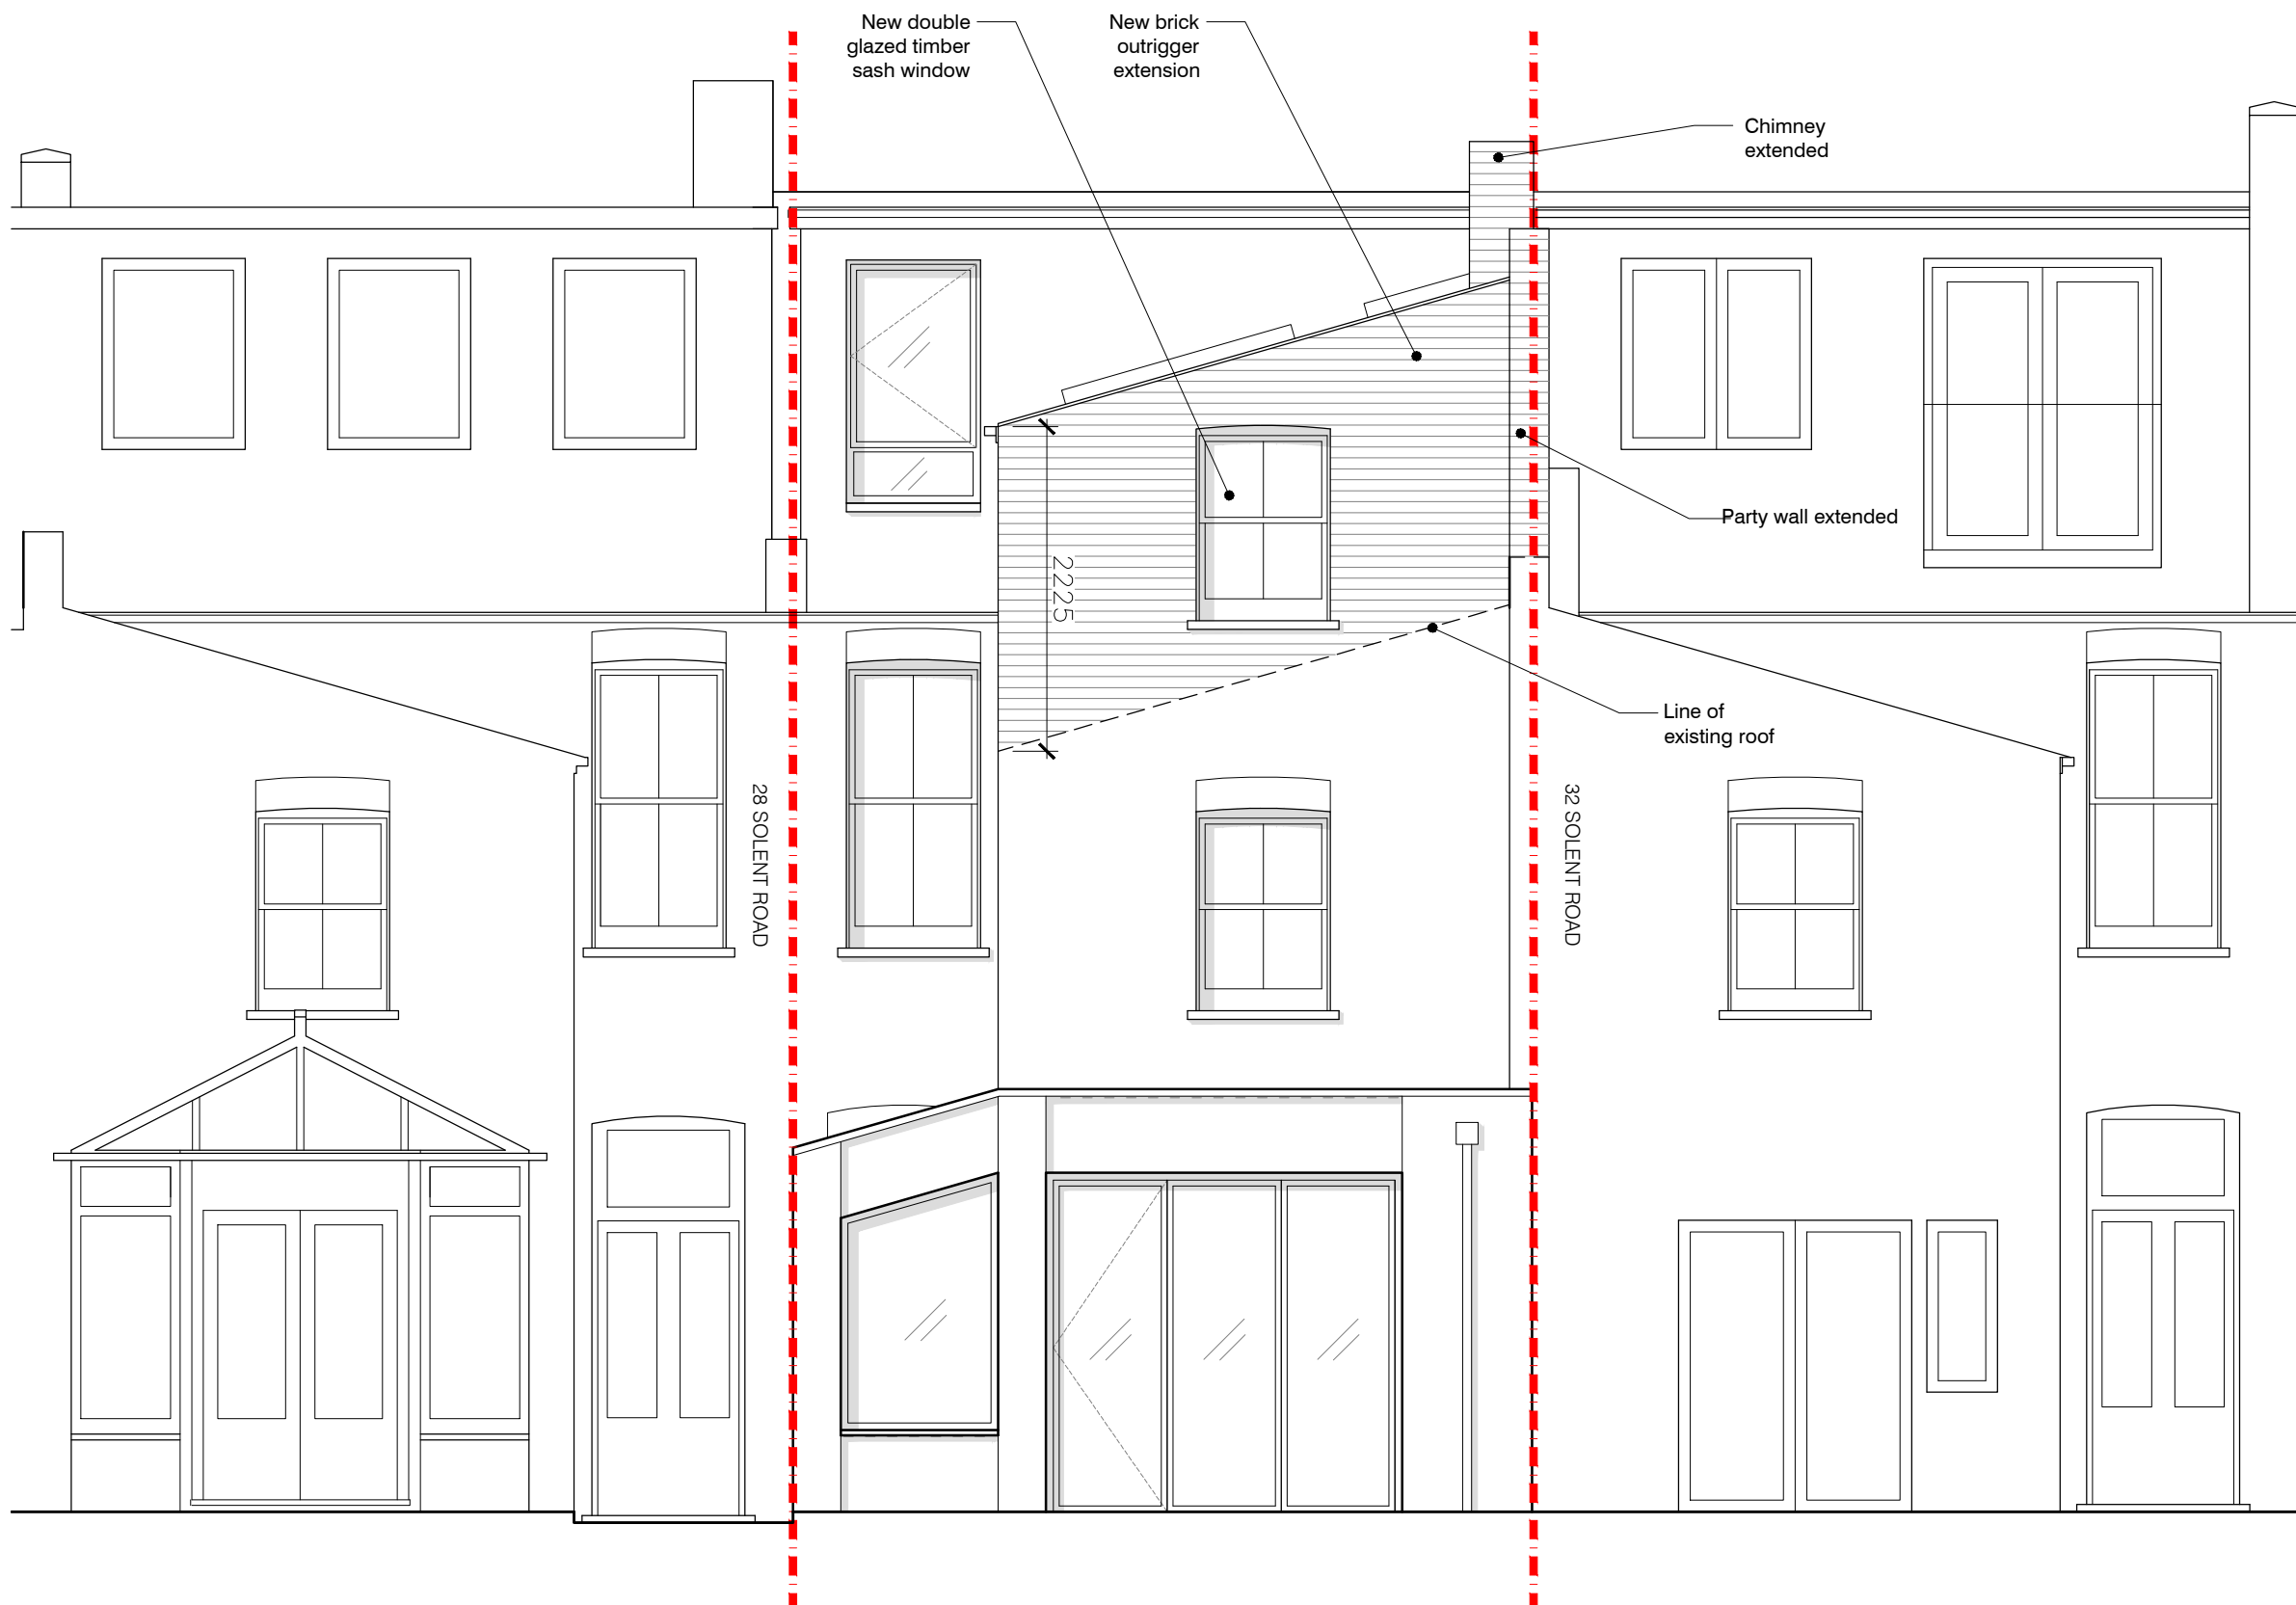 New double
glazed timber
sash window
New brick
outrigger
extension
Chimney
extended
Party wall extended
2225
Line of
existing roof
28 SOLENT ROAD
32 SOLENT ROAD